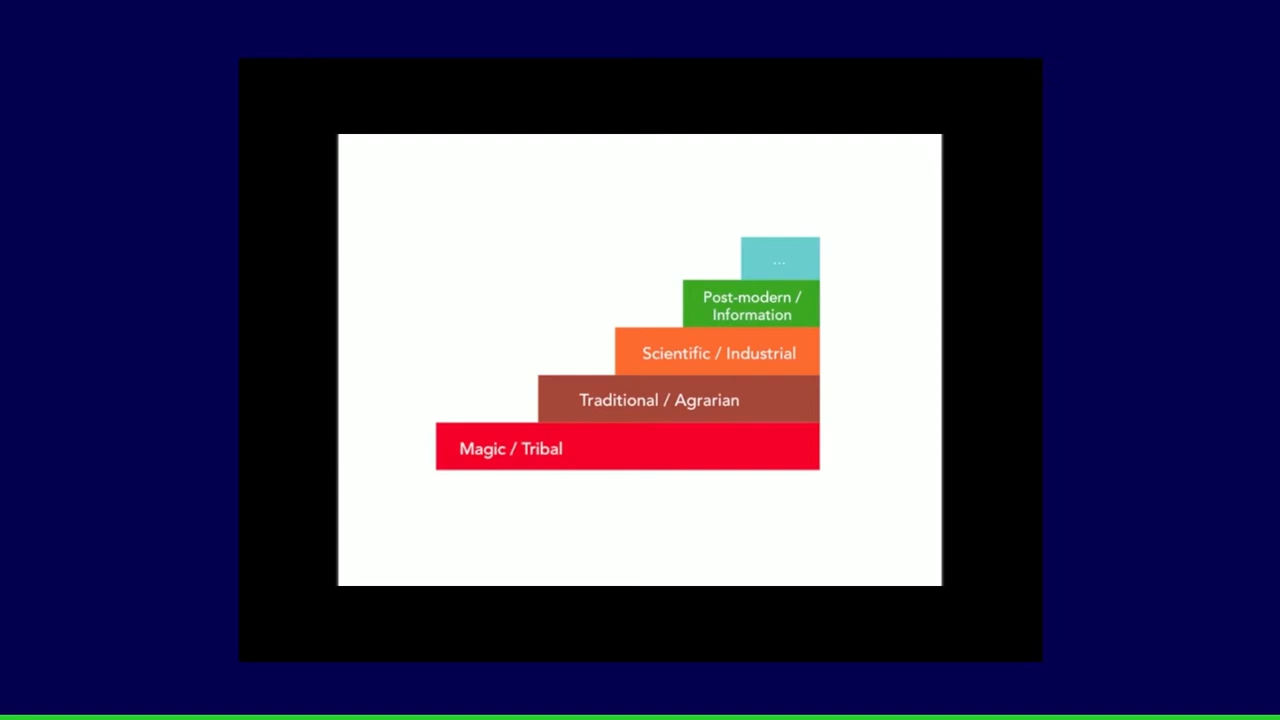 ...
Post-modern /
Information
Scientific / Industrial
Traditional / Agrarian
Magic / Tribal